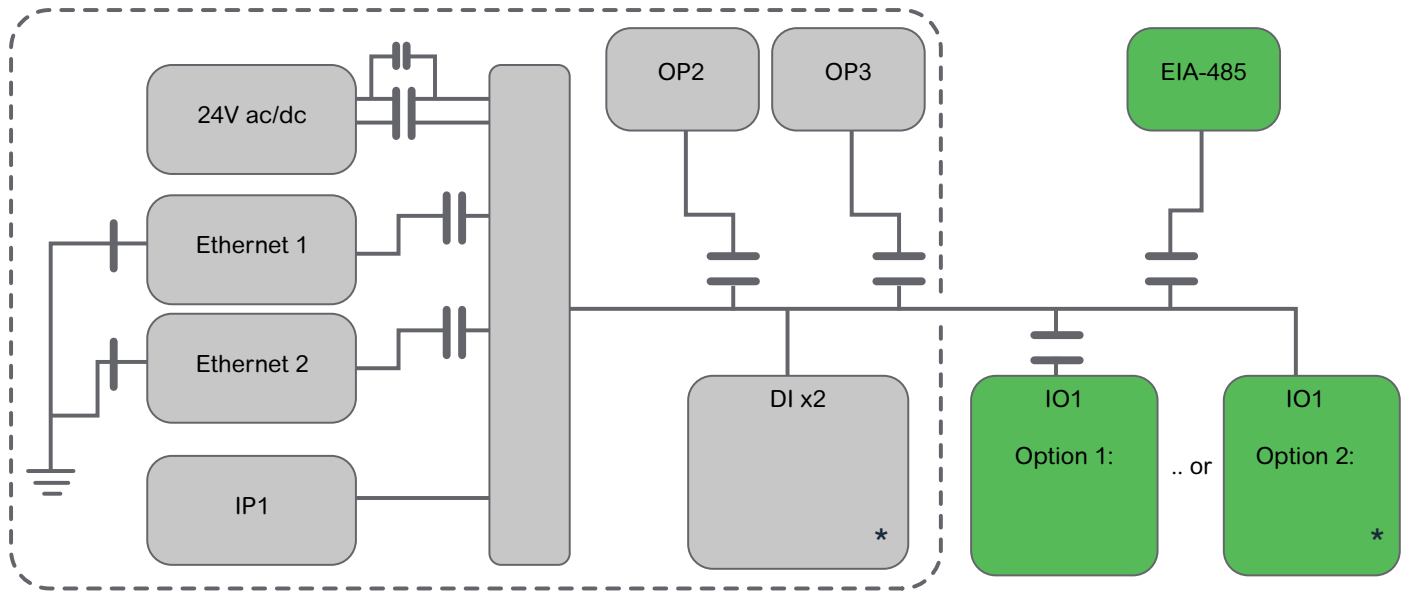 OP2
OP3
EIA-485
24V ac/dc
Ethernet 1
Ethernet 2
IP1
DI x2
*
IO1
Option 1:
.. or
IO1
Option 2:
*